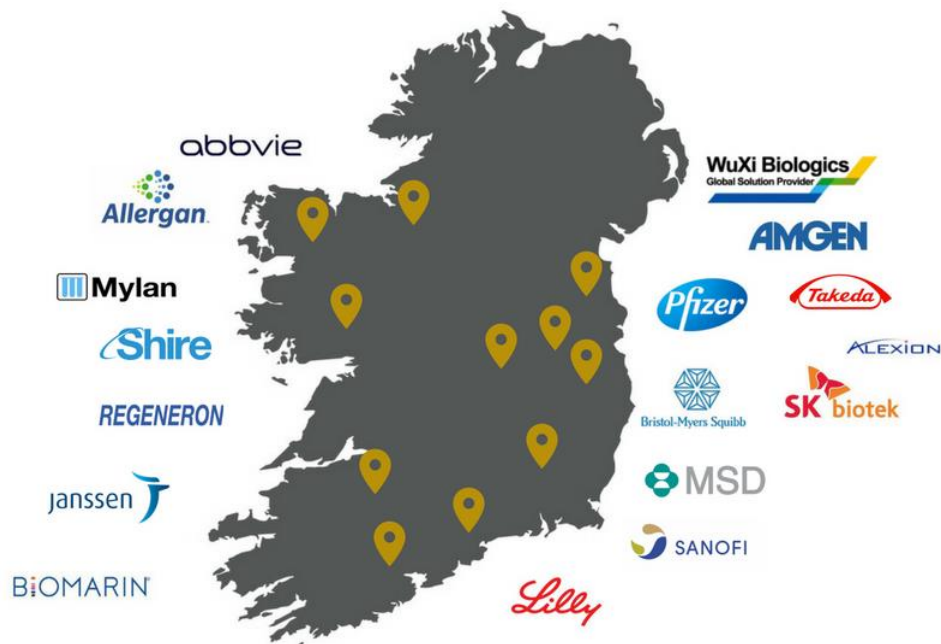 abbvie
Allergan
Mylan
Shire
REGENERON
Janssen
BIOMARIN
WuXi Biologics
Global Solution Provider
AMGEN
Pfizer
Takeda
ALEXION
Bristol-Myers Squibb
SK biotek
MSD
SANOFI
Lilly